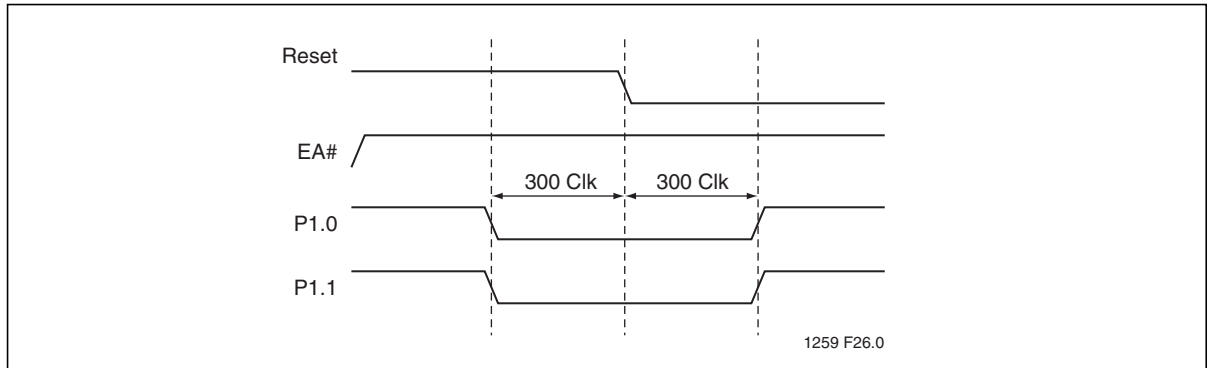 Reset
EA#
300 Clk 300 Clk
P1.0
P1.1
1259 F26.0